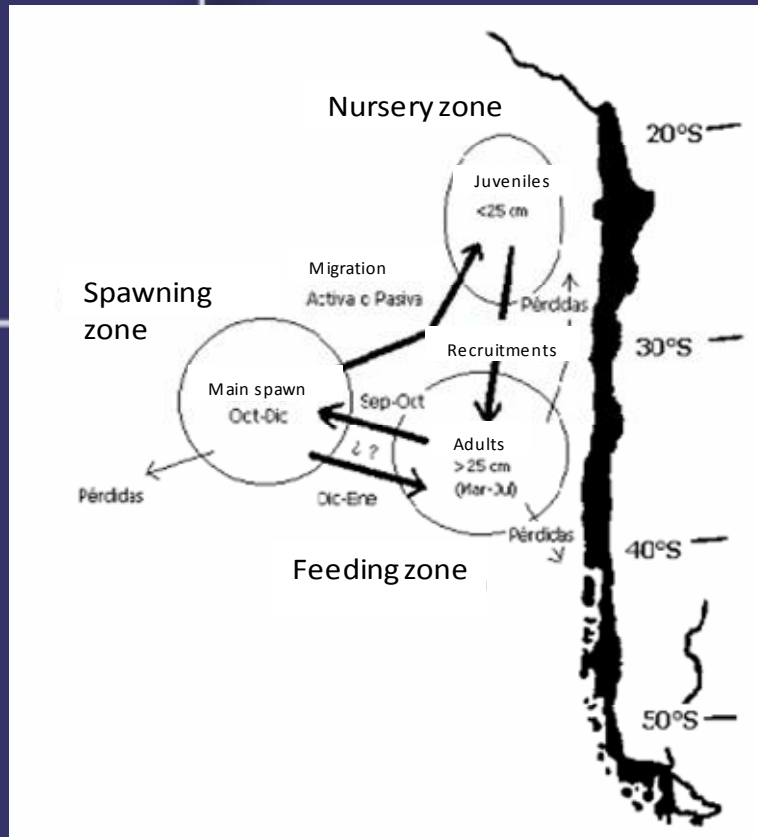 Nursery zone
20°S
Juveniles
<25 cm
Migration
Activa o Pasiva
Pérdidas
Spawning
zone
Recruitments
30°S
Main spawn
Oct-Dic
Sep-Oct
Adults
>25 cm
(Mar-Jul)
¿ ?
Pérdidas
Dic-Ene
Pérdidas
40°S
Feeding zone
50°S